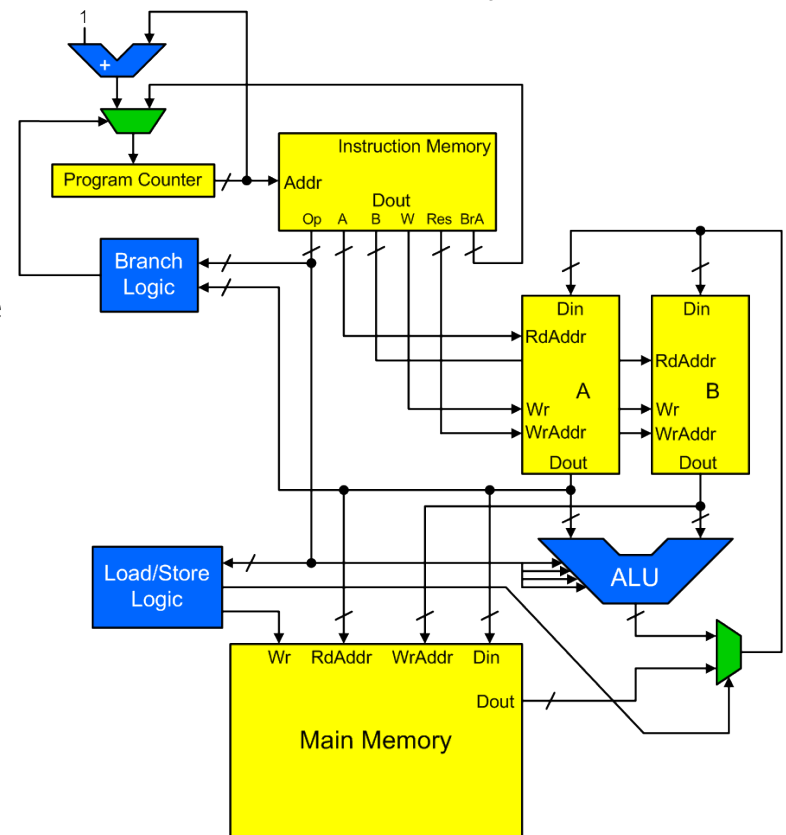 1
+
Program Counter
Instruction Memory
Addr
Dout
Op A B W Res BrA
Branch
Logic
Din
Din
RdAddr
RdAddr
A
B
Wr
Wr
WrAddr
WrAddr
Dout
Dout
ALU
Load/Store
Logic
Wr RdAddr WrAddr Din
Dout
Main Memory